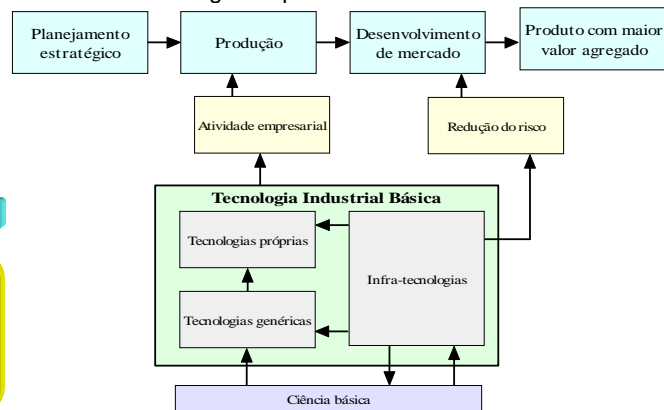 Planejamento
estratégico
Produção
Desenvolvimento
de mercado
Produto com maior
valor agregado
Atividade empresarial
Redução do risco
Tecnologia Industrial Básica
Tecnologias próprias
Infra-tecnologias
Tecnologias genéricas
Ciência básica